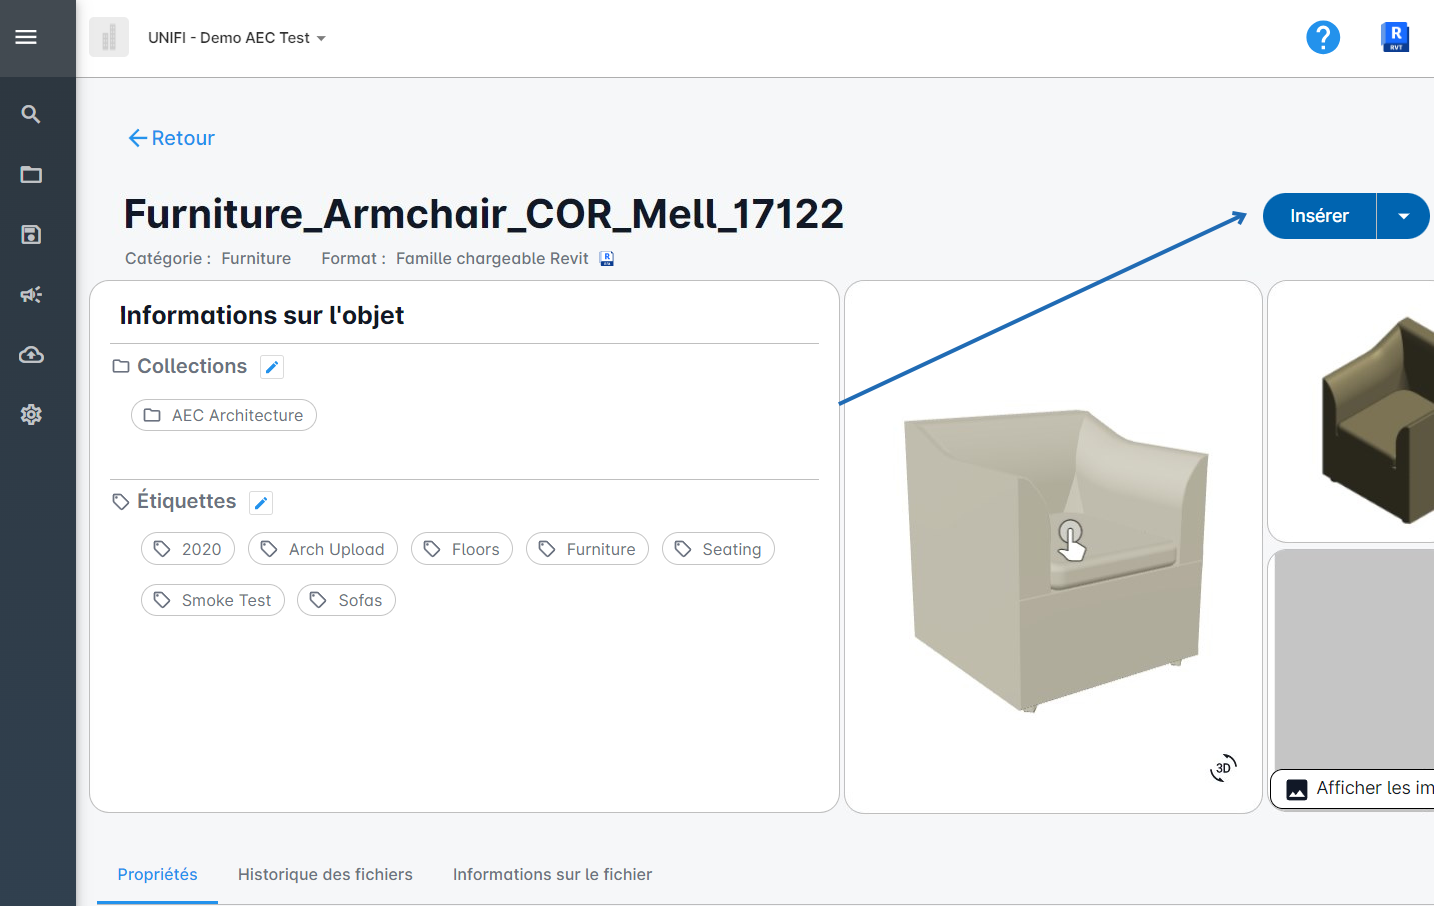 UNIFI - Demo AEC Test
?
R
RVT
Retour
Furniture_Armchair_COR_Mell_17122
Insérer
Catégorie : Furniture Format : Famille chargeable Revit
Informations sur l'objet
Collections
AEC Architecture
Étiquettes
2020 Arch Upload Floors Furniture Seating
Smoke Test Sofas
3D
Afficher les im
Propriétés Historique des fichiers Informations sur le fichier